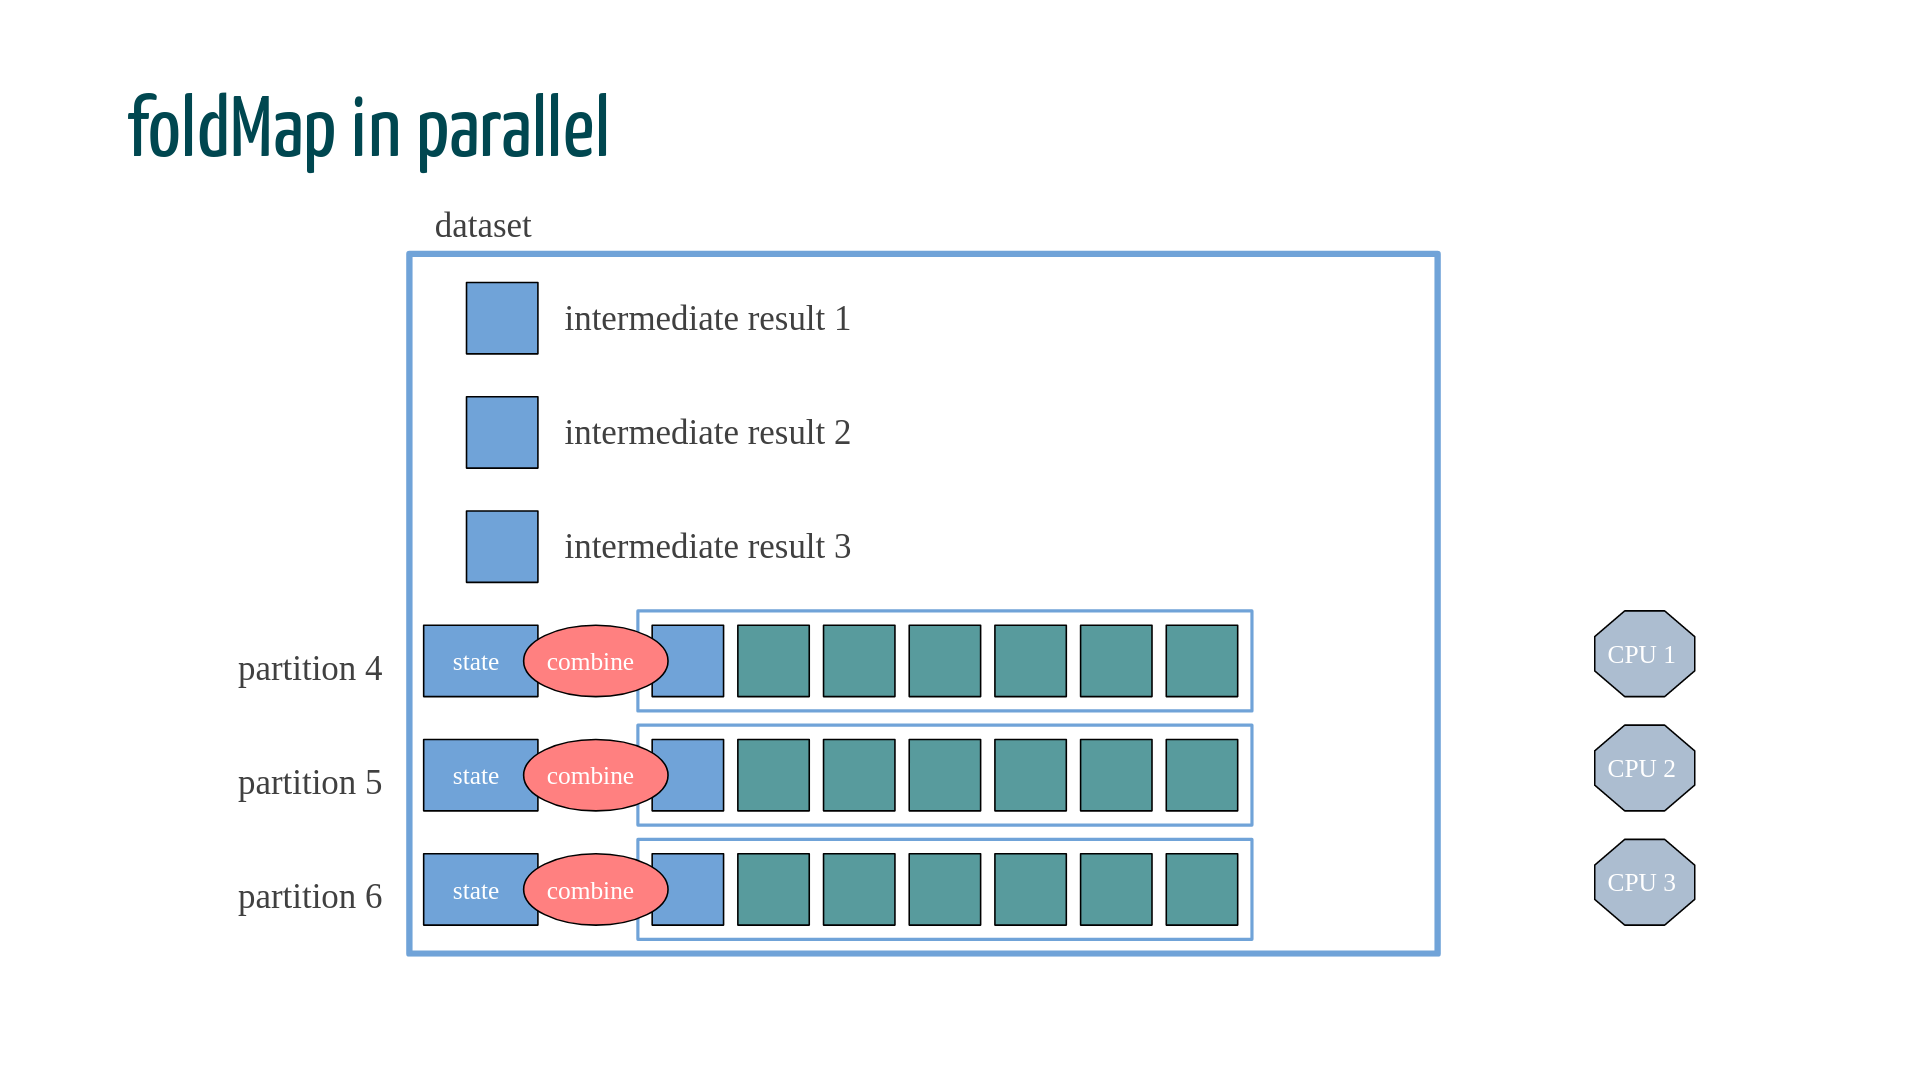 foldMap in parallel
dataset
intermediate result 1
intermediate result 2
intermediate result 3
partition 4 state combine CPU 1
partition 5 state combine CPU 2
partition 6 state combine CPU 3